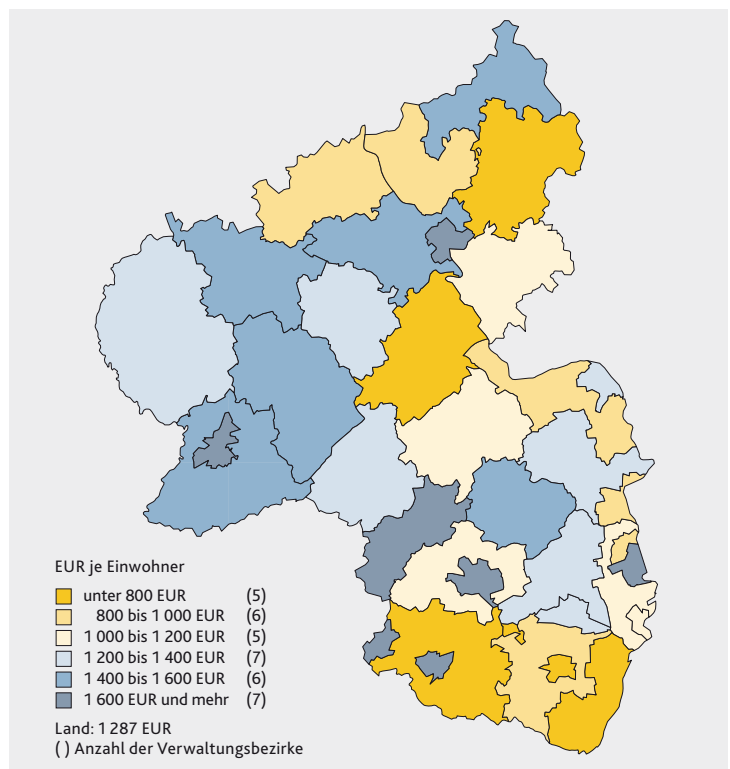 EUR je Einwohner
unter 800 EUR (5)
800 bis 1 000 EUR (6)
1 000 bis 1 200 EUR (5)
1 200 bis 1 400 EUR (7)
1 400 bis 1 600 EUR (6)
1 600 EUR und mehr (7)
Land: 1 287 EUR
( ) Anzahl der Verwaltungsbezirke